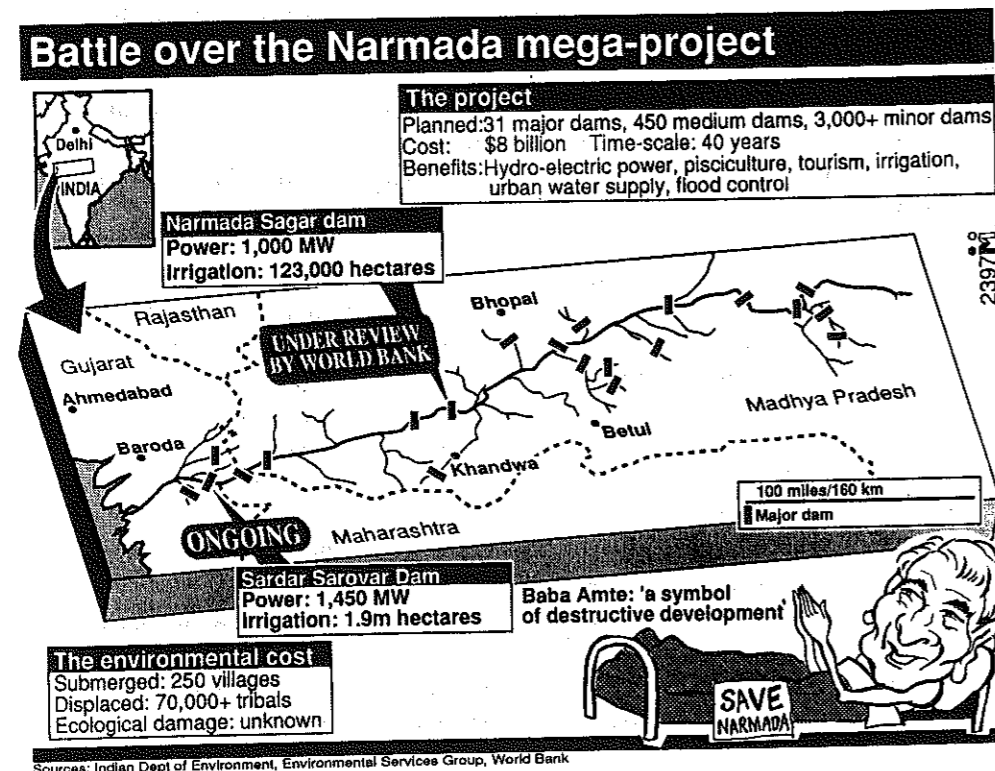 Battle over the Narmada mega-project
The project
Planned:31 major dams, 450 medium dams, 3,000+ minor dams
Cost: $8 billion Time-scale: 40 years
Benefits:Hydro-electric power, pisciculture, tourism, irrigation,
urban water supply, flood control
Delhi
INDIA
Narmada Sagar dam
Power: 1,000 MW
Irrigation: 123,000 hectares
2397
Rajasthan
Bhopal
UNDER REVIEW
BY WORLD BANK
Gujarat
Ahmedabad
Madhya Pradesh
Baroda
Betul
Khandwa
100 miles/160 km
Major dam
ONGOING
Maharashtra
Sardar Sarovar Dam
Power: 1,450 MW
Irrigation: 1.9m hectares
Baba Amte: 'a symbol
of destructive development'
The environmental cost
Submerged: 250 villages
Displaced: 70,000+ tribals
Ecological damage: unknown
SAVE
NARMADA
Sources: Indian Dept of Environment, Environmental Services Group, World Bank